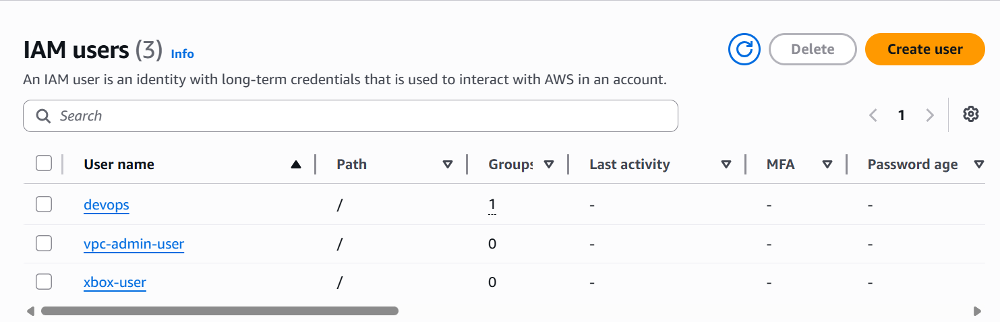 IAM users (3) Info
Delete
Create user
An IAM user is an identity with long-term credentials that is used to interact with AWS in an account.
Search
1
User name Path Groups Last activity MFA Password age
devops / 1 - - -
vpc-admin-user / 0 - - -
xbox-user / 0 - - -